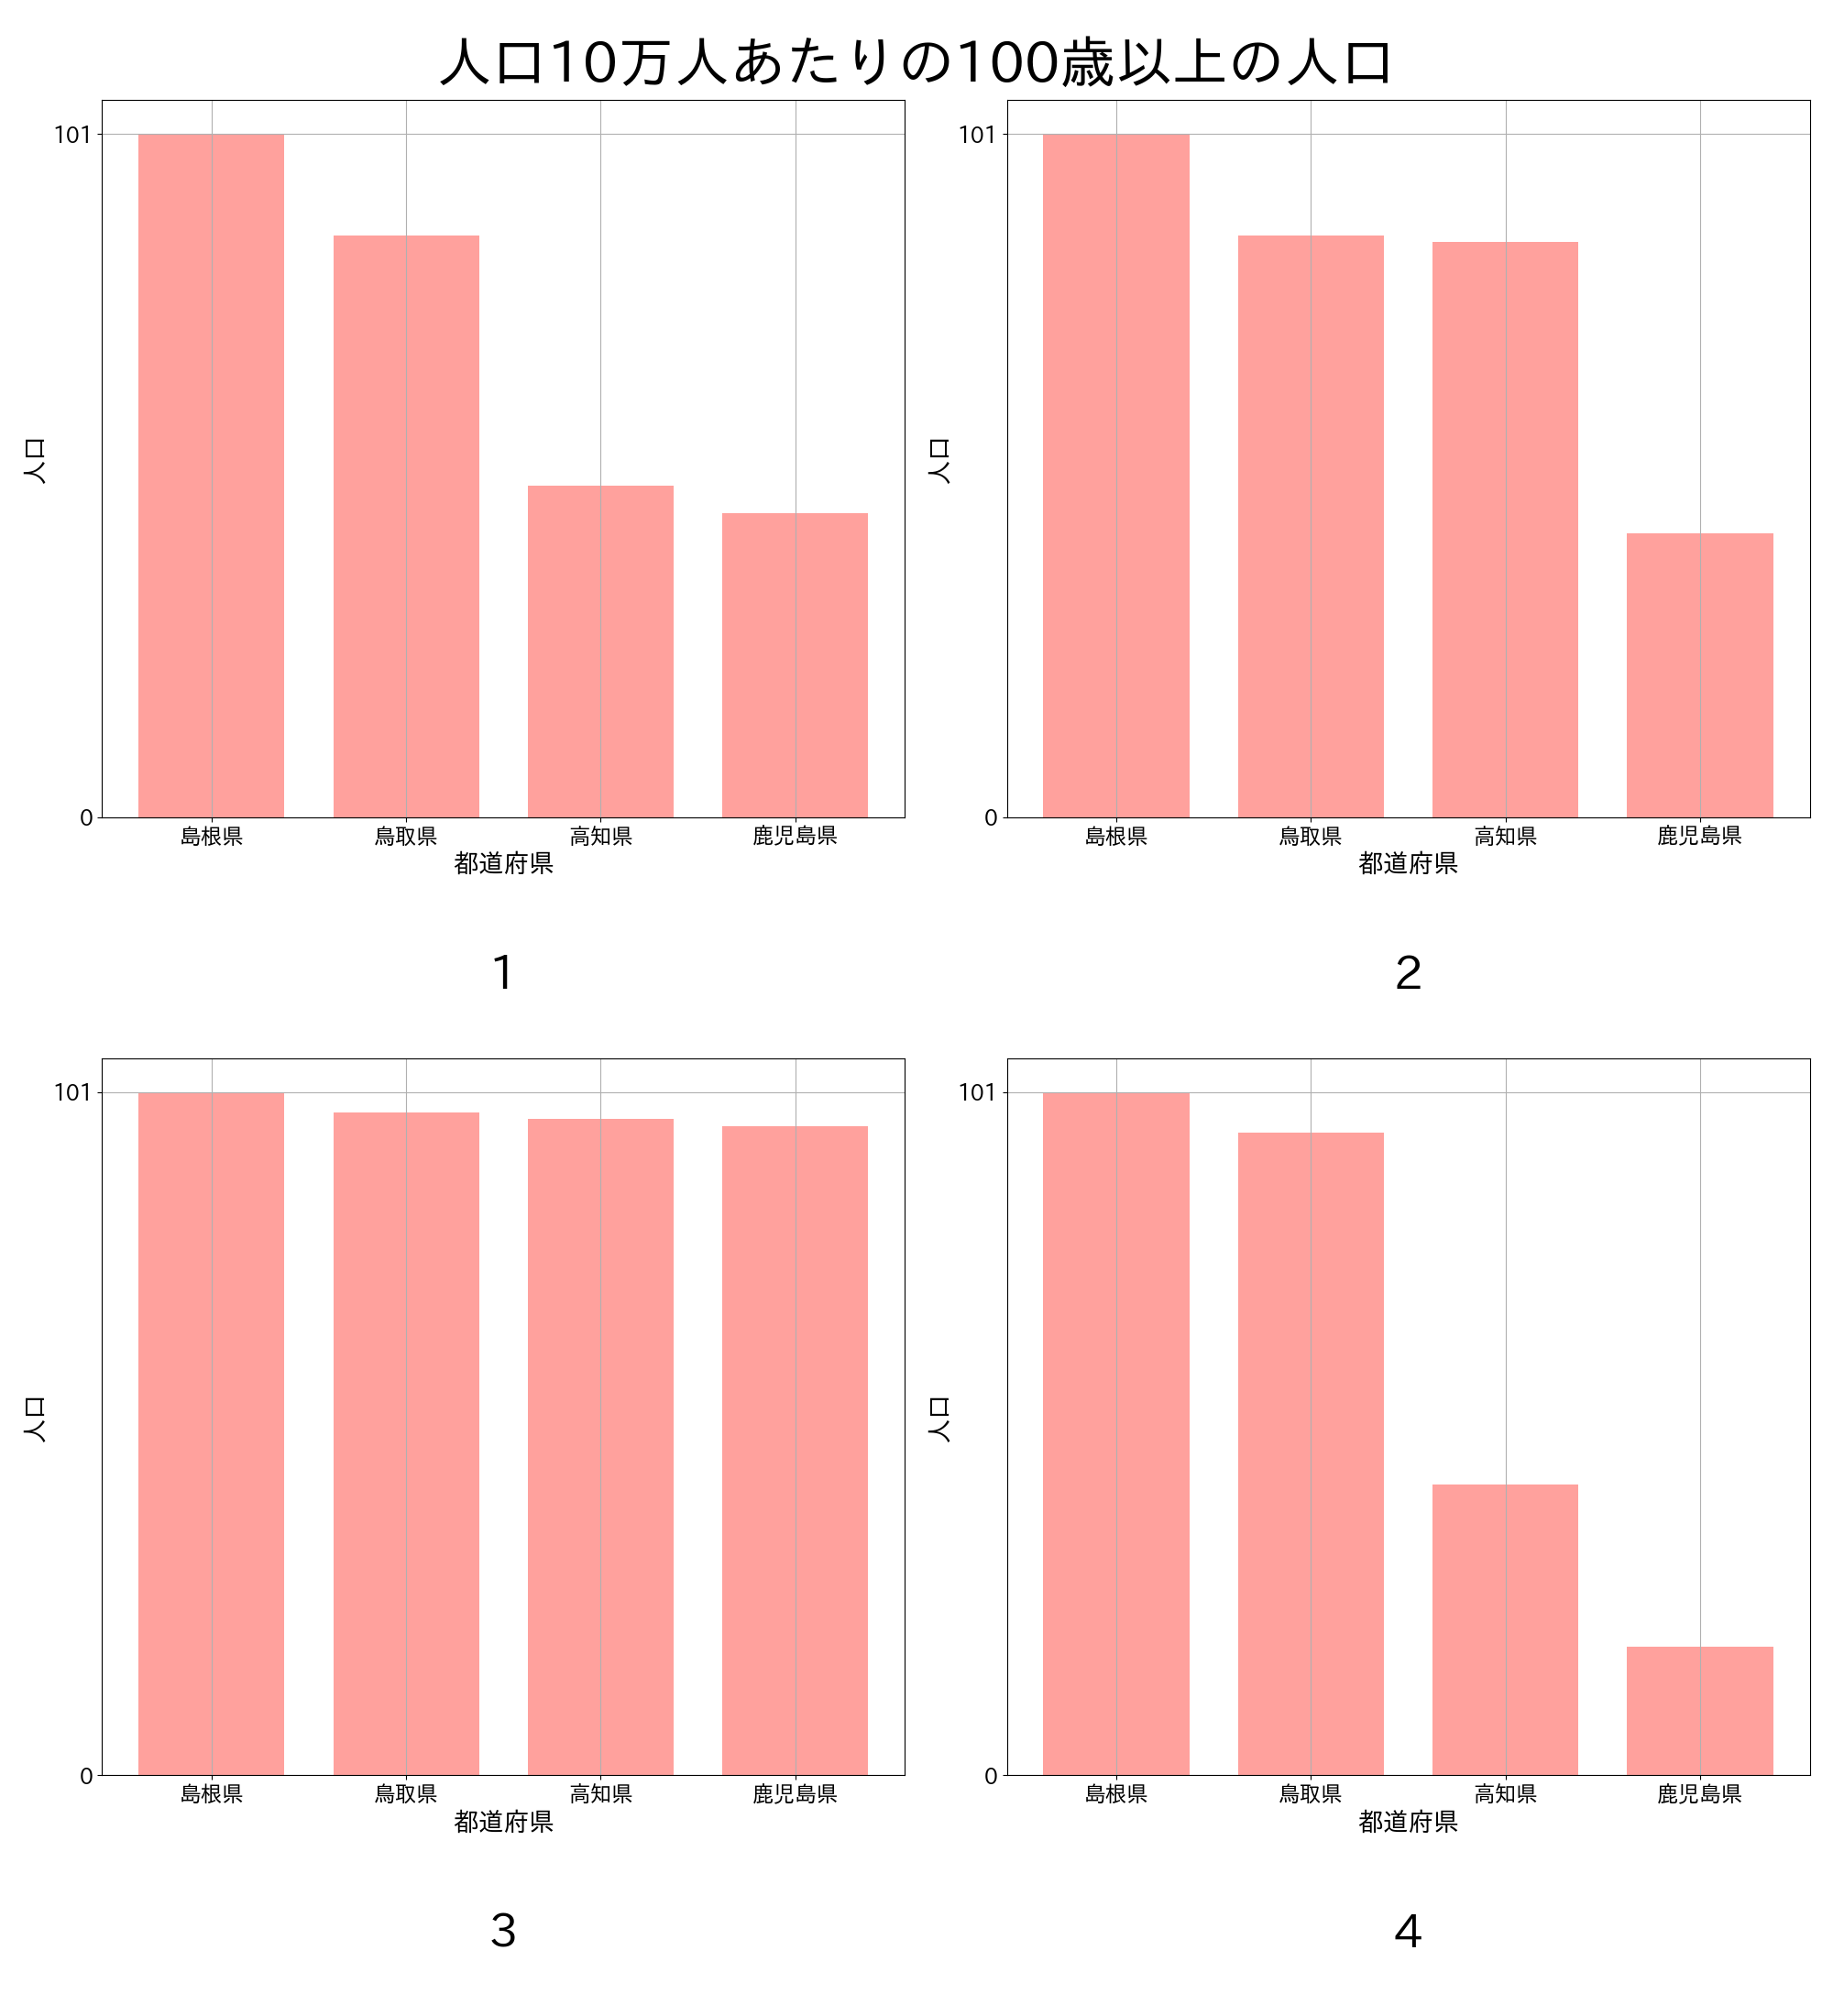 人口10万人あたりの100歳以上の人口
101
0
人口
島根県 鳥取県 高知県 鹿児島県
都道府県
1
101
0
人口
島根県 鳥取県 高知県 鹿児島県
都道府県
2
101
0
人口
島根県 鳥取県 高知県 鹿児島県
都道府県
3
101
0
人口
島根県 鳥取県 高知県 鹿児島県
都道府県
4